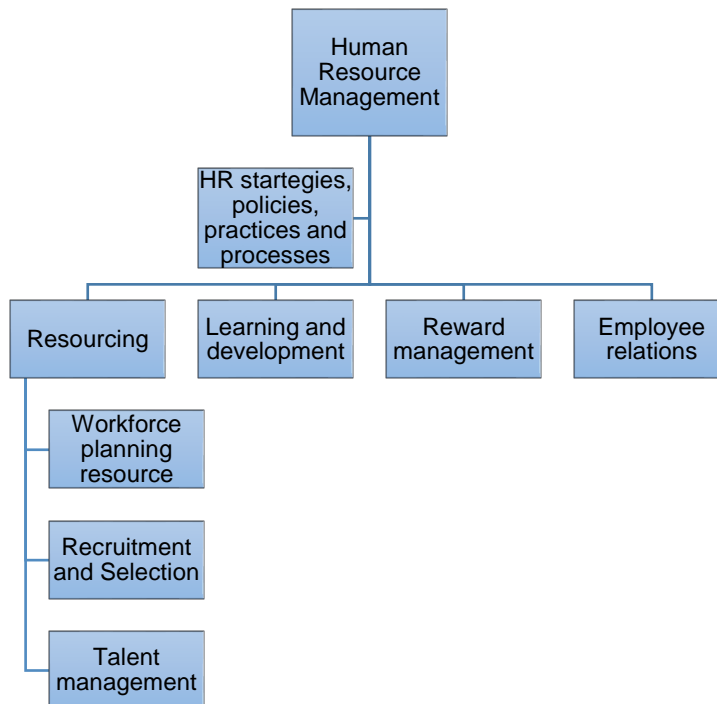 Human
Resource
Management
HR startegies,
policies,
practices and
processes
Resourcing
Learning and
development
Reward
management
Employee
relations
Workforce
planning
resource
Recruitment
and Selection
Talent
management